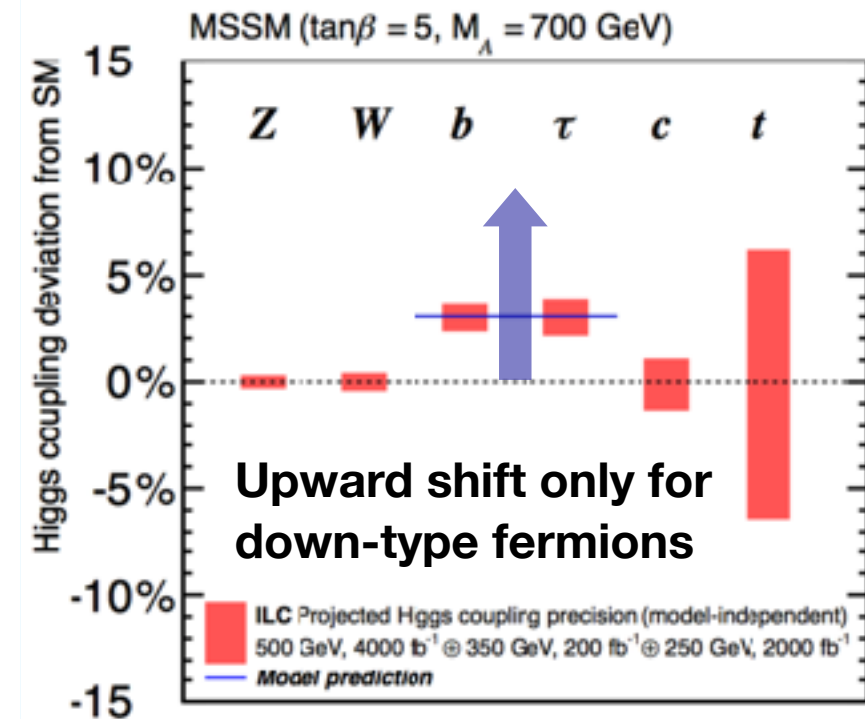 MSSM (tanβ = 5, M_A = 700 GeV)
Higgs coupling deviation from SM
15
10%
5%
0%
-5%
-10%
-15
Z W b τ c t
Upward shift only for
down-type fermions
ILC Projected Higgs coupling precision (model-independent)
500 GeV, 4000 fb⁻¹ ⊕ 350 GeV, 200 fb⁻¹ ⊕ 250 GeV, 2000 fb⁻¹
Model prediction